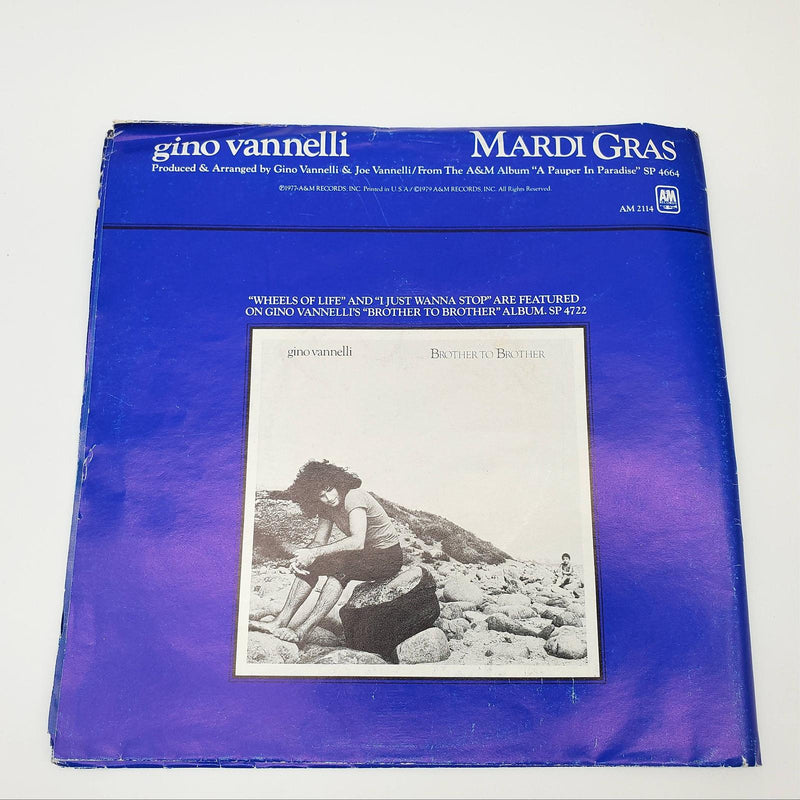 gino vannelli MARDI GRAS
Produced & Arranged by Gino Vannelli & Joe Vannelli/From The A&M Album "A Pauper In Paradise" SP 4664
℗1977-A&M RECORDS, INC. Printed in U.S.A./©1979 A&M RECORDS, INC. All Rights Reserved.
AM 2114 AM RECORDS
"WHEELS OF LIFE" AND "I JUST WANNA STOP" ARE FEATURED
ON GINO VANNELLI'S "BROTHER TO BROTHER" ALBUM. SP 4722
gino vannelli BROTHER TO BROTHER